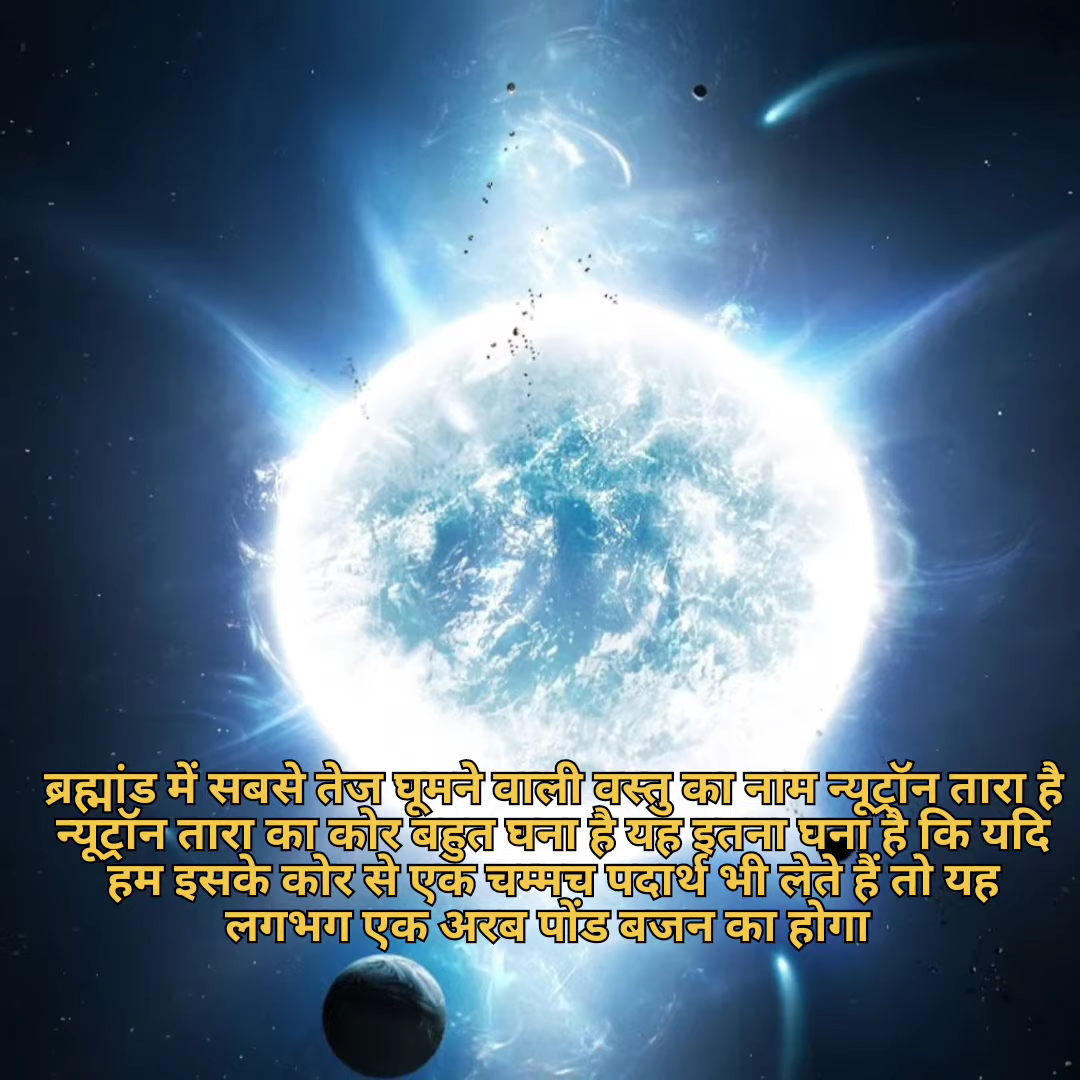 ब्रह्मांड में सबसे तेज घूमने वाली वस्तु का नाम न्यूट्रॉन तारा है
न्यूट्रॉन तारा का कोर बहुत घना है यह इतना घना है कि यदि
हम इसके कोर से एक चम्मच पदार्थ भी लेते हैं तो यह
लगभग एक अरब पोंड बजन का होगा